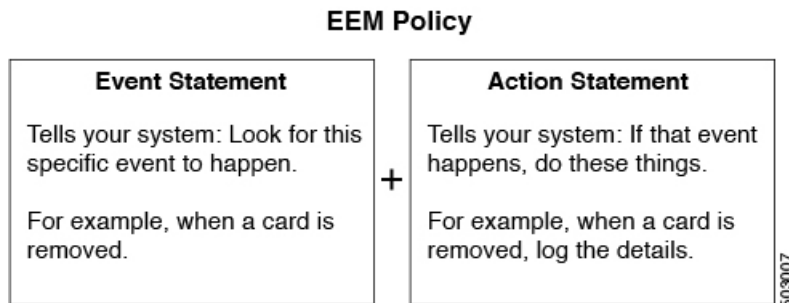 EEM Policy
Event Statement
Tells your system: Look for this
specific event to happen.
For example, when a card is
removed.
+
Action Statement
Tells your system: If that event
happens, do these things.
For example, when a card is
removed, log the details.